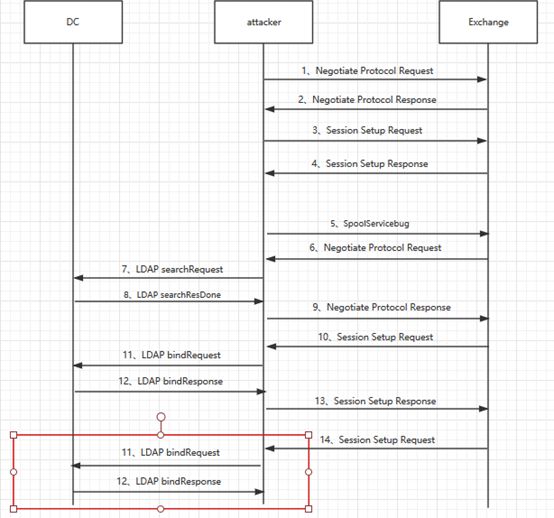 DC
attacker
Exchange
1、Negotiate Protocol Request
2、Negotiate Protocol Response
3、Session Setup Request
4、Session Setup Response
5、SpoolServicebug
6、Negotiate Protocol Request
7、LDAP searchRequest
8、LDAP searchResDone
9、Negotiate Protocol Response
10、Session Setup Request
11、LDAP bindRequest
12、LDAP bindResponse
13、Session Setup Response
14、Session Setup Request
11、LDAP bindRequest
12、LDAP bindResponse